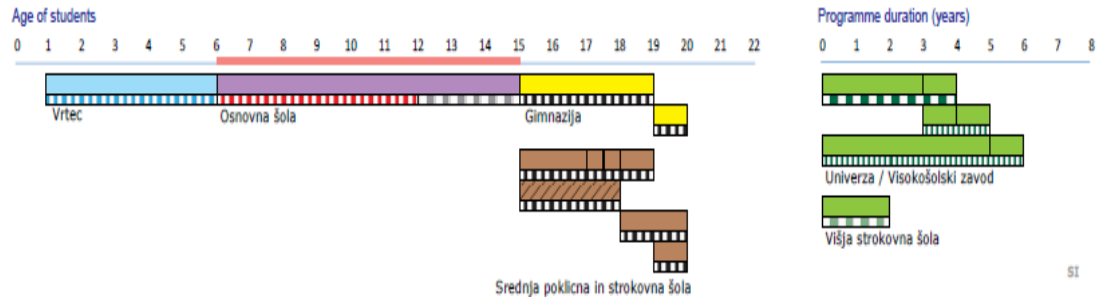 Age of students
Programme duration (years)
0 1 2 3 4 5 6 7 8 9 10 11 12 13 14 15 16 17 18 19 20 21 22
0 1 2 3 4 5 6 7 8
Vrtec
Osnovna šola
Gimnazija
Srednja poklicna in strokovna šola
Univerza / Visokošolski zavod
Višja strokovna šola
SI